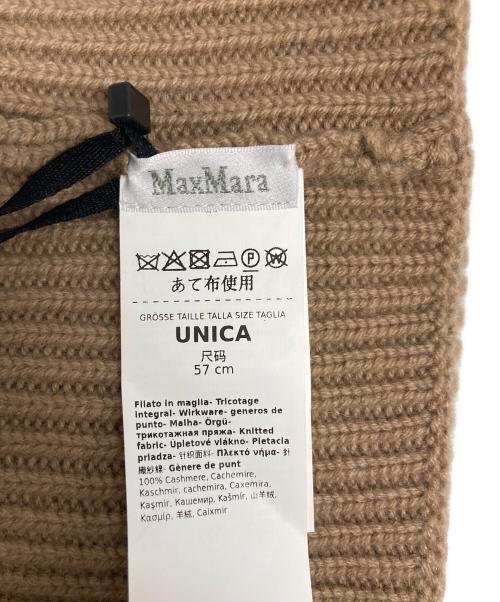 MaxMara
P W
あて布使用
GRÖSSE TAILLE TALLA SIZE TAGLIA
UNICA
尺码
57 cm
Filato in maglia- Tricotage
integral- Wirkware- generos de
punto- Malha- Örgü-
трикотажная пряжа- Knitted
fabric- Úpletové vlákno- Pletacia
priadza- 针织面料- Πλεκτό νήμα- 針
織紗線- Gènere de punt
100% Cashmere, Cachemire,
Kaschmir, cachemira, Caxemira,
Kaşmir, Кашемир, Kašmír, 山羊绒,
Κασμίρ, 羊絨, Caixmir